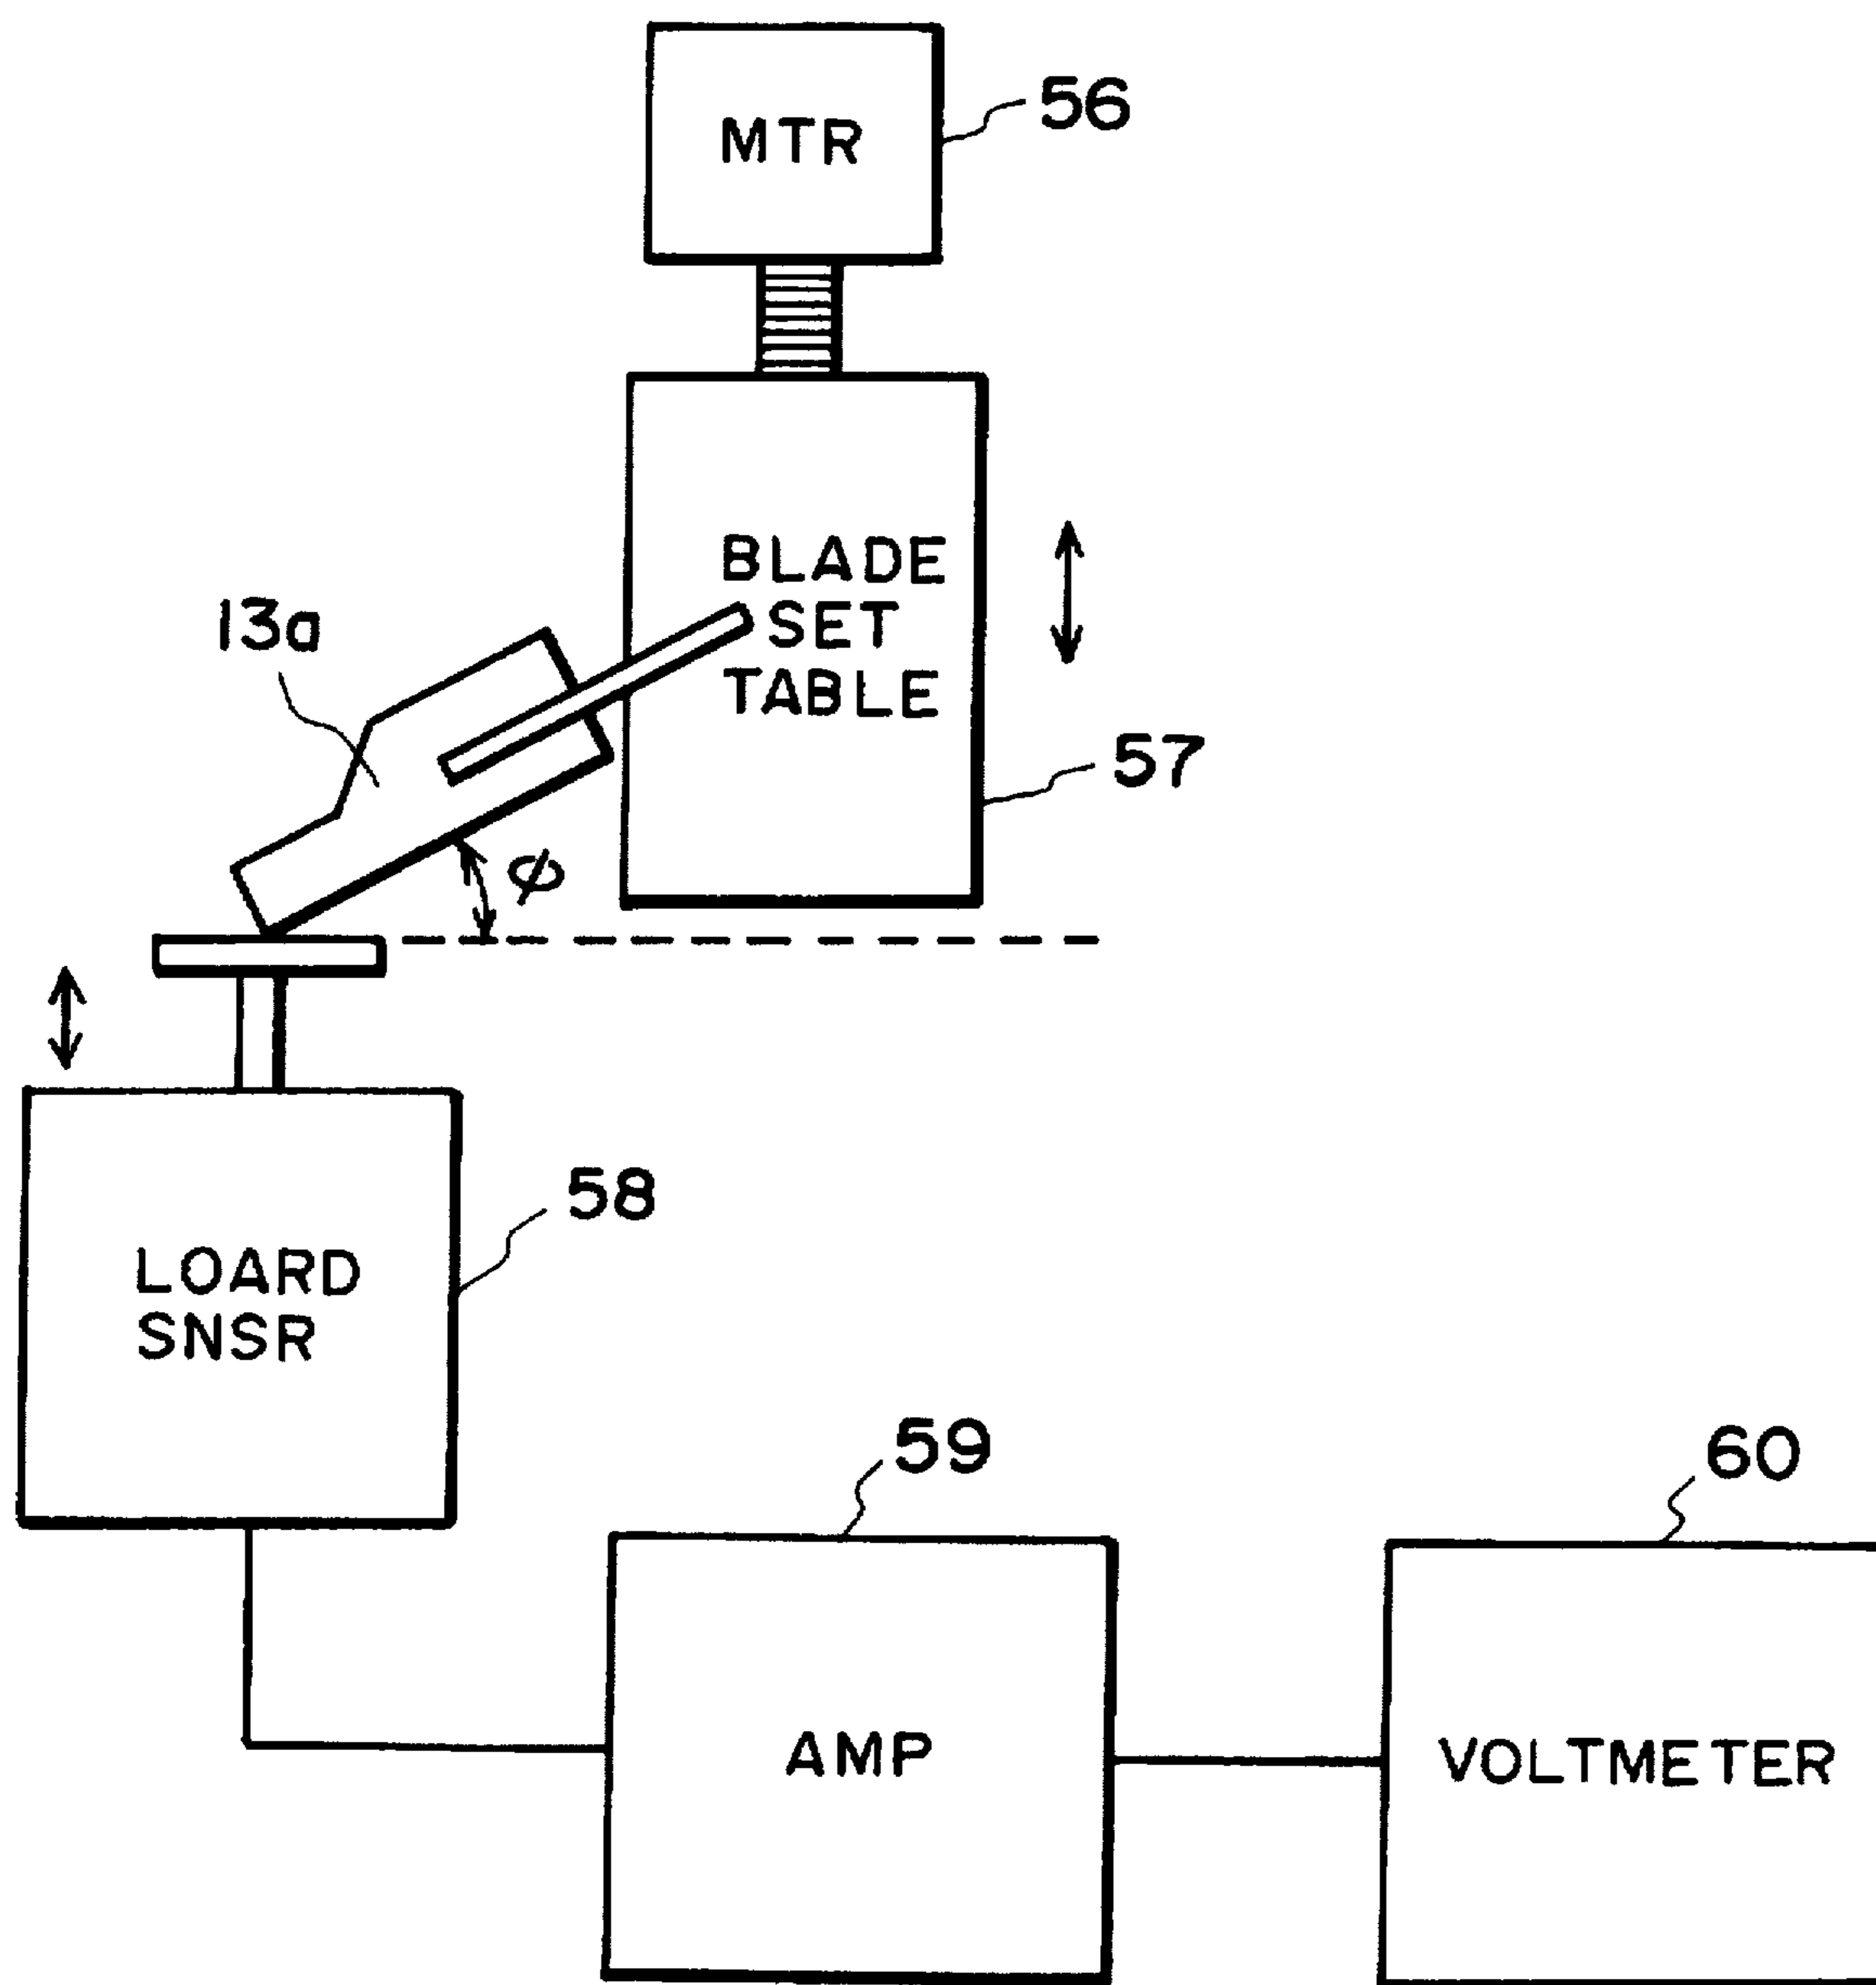 MTR
56
BLADE
SET
TABLE
13a
57
φ
58
LOARD
SNSR
59
60
AMP
VOLTMETER